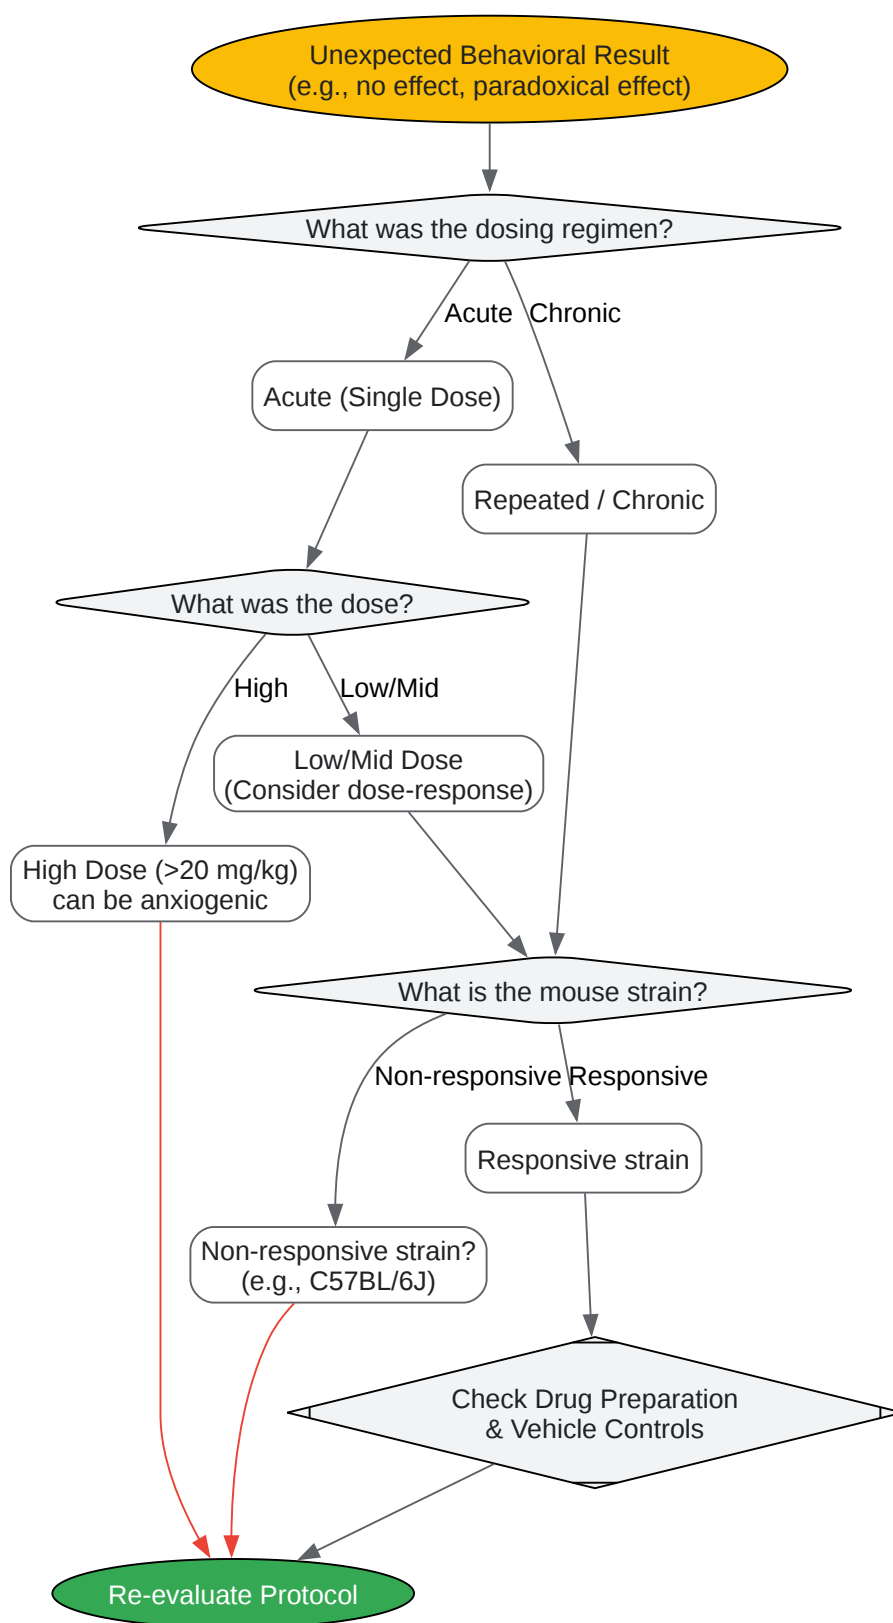 Unexpected Behavioral Result
(e.g., no effect, paradoxical effect)
What was the dosing regimen?
Acute
Chronic
Acute (Single Dose)
Repeated / Chronic
What was the dose?
High
Low/Mid
Low/Mid Dose
(Consider dose-response)
High Dose (>20 mg/kg)
can be anxiogenic
What is the mouse strain?
Non-responsive
Responsive
Responsive strain
Non-responsive strain?
(e.g., C57BL/6J)
Check Drug Preparation
& Vehicle Controls
Re-evaluate Protocol